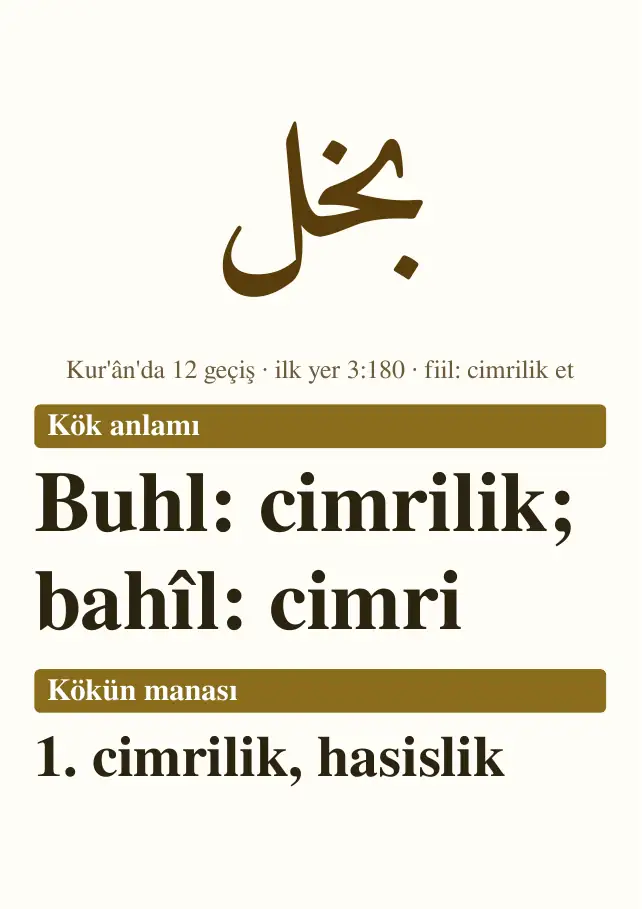 بخل
Kur'ân'da 12 geçiş · ilk yer 3:180 · fiil: cimrilik et
Kök anlamı
Buhl: cimrilik;
bahîl: cimri
Kökün manası
1. cimrilik, hasislik